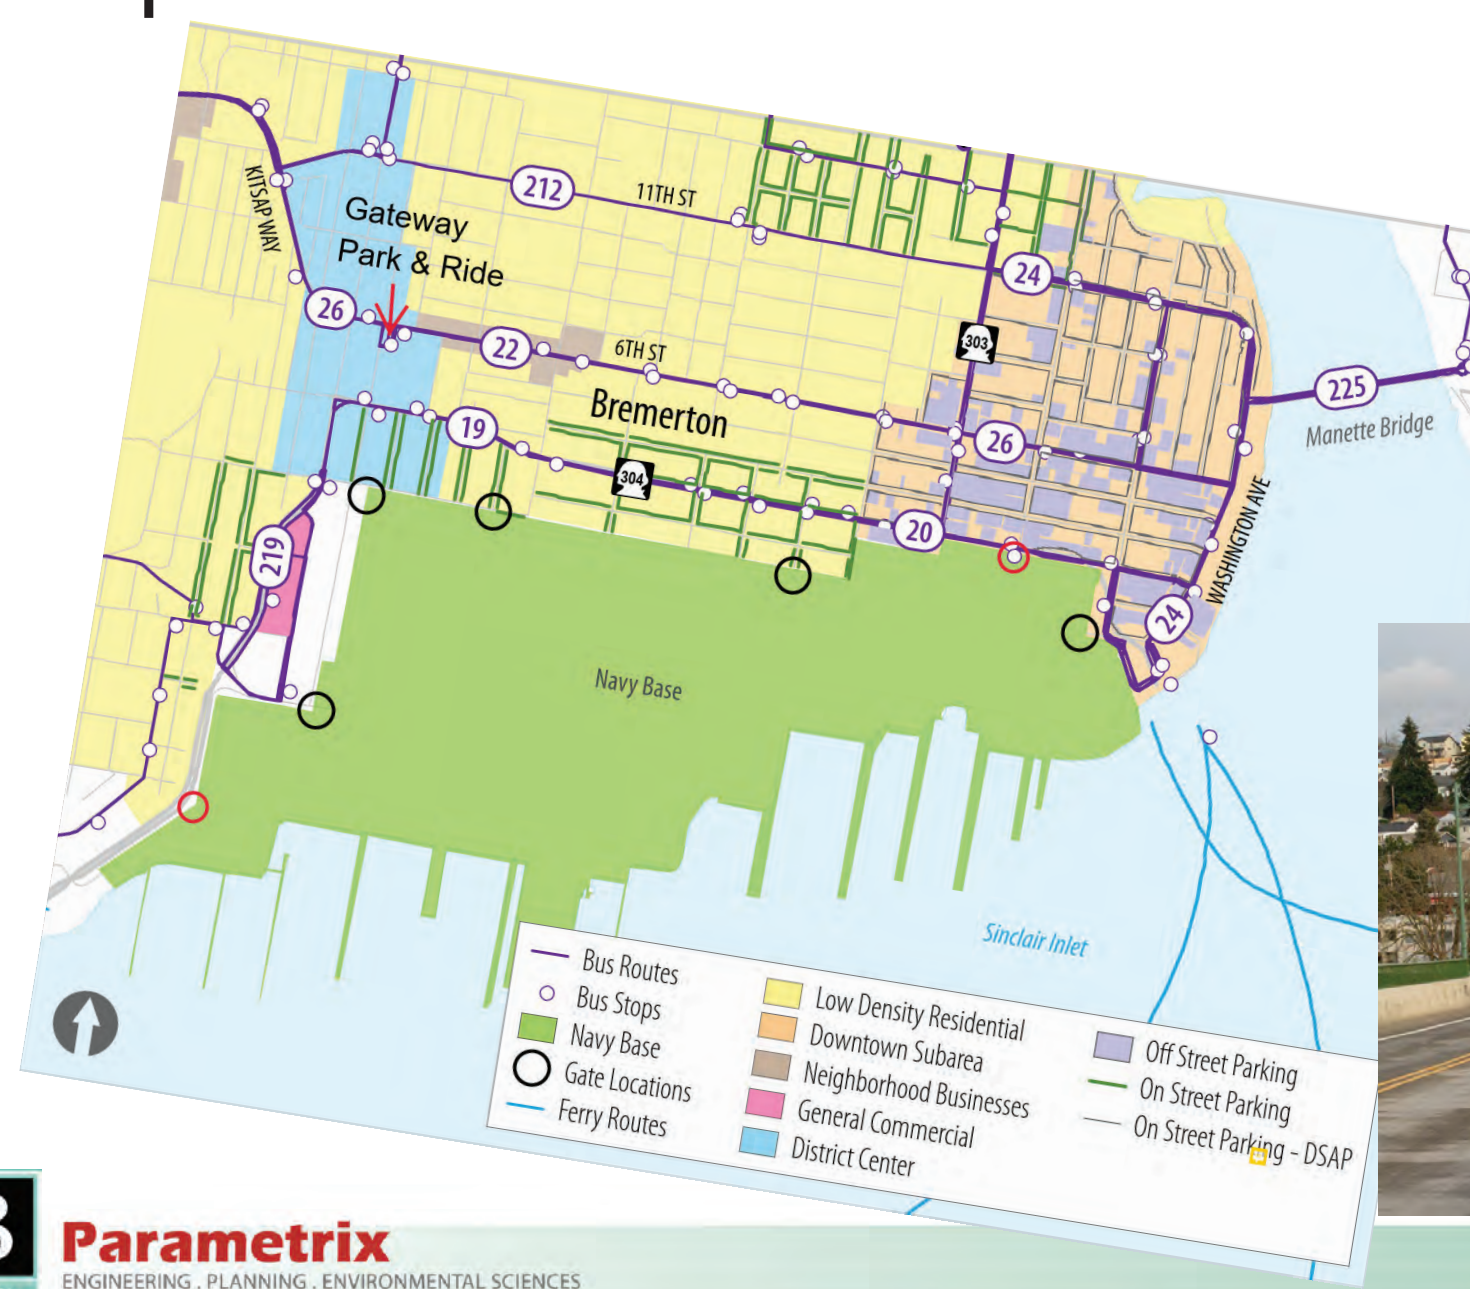 KITSAP WAY
212
11TH ST
Gateway
Park & Ride
26
22
6TH ST
24
303
225
Manette Bridge
Bremerton
19
304
26
20
219
WASHINGTON AVE
24
Navy Base
Sinclair Inlet
Bus Routes
Bus Stops
Navy Base
Gate Locations
Ferry Routes
Low Density Residential
Downtown Subarea
Neighborhood Businesses
General Commercial
District Center
Off Street Parking
On Street Parking
On Street Parking - DSAP
Parametrix
ENGINEERING . PLANNING . ENVIRONMENTAL SCIENCES